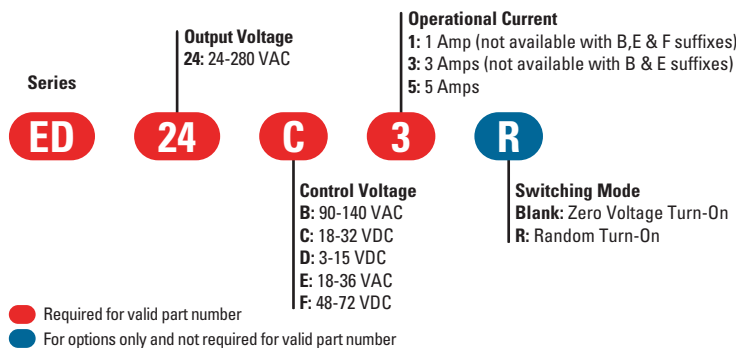 Series
Output Voltage
24: 24-280 VAC
Operational Current
1: 1 Amp (not available with B,E & F suffixes)
3: 3 Amps (not available with B & E suffixes)
5: 5 Amps
ED 24 C 3 R
Control Voltage
B: 90-140 VAC
C: 18-32 VDC
D: 3-15 VDC
E: 18-36 VAC
F: 48-72 VDC
Switching Mode
Blank: Zero Voltage Turn-On
R: Random Turn-On
Required for valid part number
For options only and not required for valid part number